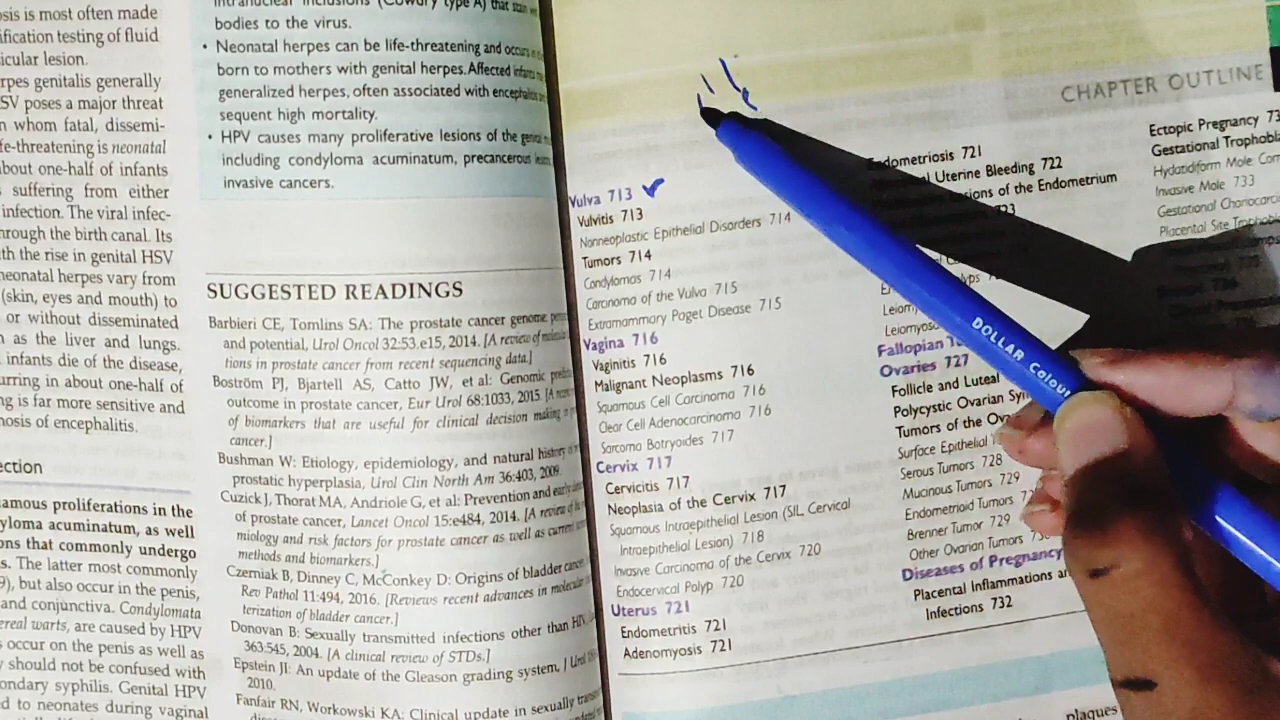 osis is most often made
ification testing of fluid
icular lesion.
rpes genitalis generally
SV poses a major threat
n whom fatal, dissemi-
fe-threatening is neonatal
bout one-half of infants
suffering from either
infection. The viral infec-
hrough the birth canal. Its
th the rise in genital HSV
neonatal herpes vary from
(skin, eyes and mouth) to
or without disseminated
h as the liver and lungs.
infants die of the disease,
urring in about one-half of
ng is far more sensitive and
nosis of encephalitis.
ection
amous proliferations in the
yloma acuminatum, as well
ons that commonly undergo
s. The latter most commonly
9), but also occur in the penis,
and conjunctiva. Condylomata
ereal warts, are caused by HPV
s occur on the penis as well as
y should not be confused with
ondary syphilis. Genital HPV
ed to neonates during vaginal
intranuclear inclusions (Cowdry type A) that
bodies to the virus.
• Neonatal herpes can be life-threatening and occurs
born to mothers with genital herpes. Affected infants
generalized herpes, often associated with encephalitis
sequent high mortality.
• HPV causes many proliferative lesions of the genital
including condyloma acuminatum, precancerous
invasive cancers.
SUGGESTED READINGS
Barbieri CE, Tomlins SA: The prostate cancer genome:
and potential, Urol Oncol 32:53.e15, 2014. [A review of
tions in prostate cancer from recent sequencing data.]
Boström PJ, Bjartell AS, Catto JW, et al: Genomic
outcome in prostate cancer, Eur Urol 68:1033, 2015. [A
of biomarkers that are useful for clinical decision making in
cancer.]
Bushman W: Etiology, epidemiology, and natural history
prostatic hyperplasia, Urol Clin North Am 36:403, 2009.
Cuzick J, Thorat MA, Andriole G, et al: Prevention and early
of prostate cancer, Lancet Oncol 15:e484, 2014. [A review of
miology and risk factors for prostate cancer as well as current
methods and biomarkers.]
Czerniak B, Dinney C, McConkey D: Origins of bladder cancer,
Rev Pathol 11:494, 2016. [Reviews recent advances in molecular
terization of bladder cancer.]
Donovan B: Sexually transmitted infections other than HIV,
363:545, 2004. [A clinical review of STDs.]
Epstein JI: An update of the Gleason grading system, J Urol
2010.
Fanfair RN, Workowski KA: Clinical update in sexually
CHAPTER OUTLINE
Vulva 713
Vulvitis 713
Nonneoplastic Epithelial Disorders 714
Tumors 714
Condylomas 714
Carcinoma of the Vulva 715
Extramammary Paget Disease 715
Vagina 716
Vaginitis 716
Malignant Neoplasms 716
Squamous Cell Carcinoma 716
Clear Cell Adenocarcinoma 716
Sarcoma Botryoides 717
Cervix 717
Cervicitis 717
Neoplasia of the Cervix 717
Squamous Intraepithelial Lesion (SIL, Cervical
Intraepithelial Lesion) 718
Invasive Carcinoma of the Cervix 720
Endocervical Polyp 720
Uterus 721
Endometritis 721
Adenomyosis 721
Endometriosis 721
Uterine Bleeding 722
of the Endometrium
Fallopian
Ovaries 727
Follicle and Luteal
Polycystic Ovarian
Tumors of the
Surface Epithelial
Serous Tumors 728
Mucinous Tumors 729
Endometrioid Tumors
Brenner Tumor 729
Other Ovarian Tumors
Diseases of Pregnancy
Placental Inflammations
Infections 732
Ectopic Pregnancy
Gestational
Hydatidiform Mole:
Invasive Mole 733
Gestational
Placental Site
DOLLAR Colour
plaques